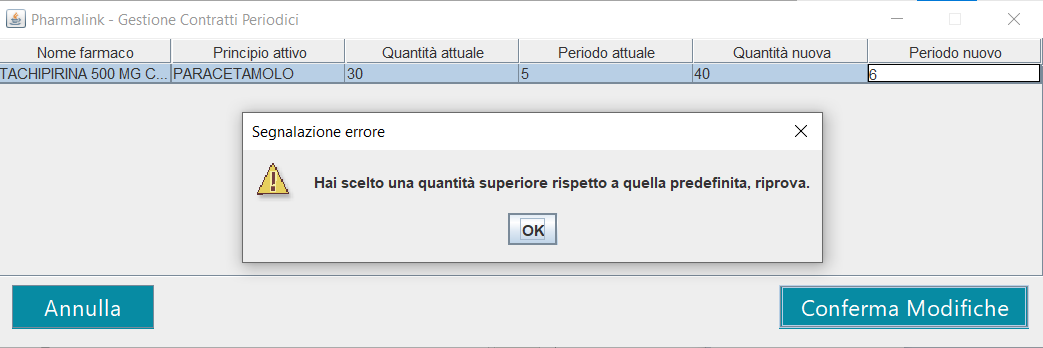 Pharmalink - Gestione Contratti Periodici
Nome farmaco Principio attivo Quantità attuale Periodo attuale Quantità nuova Periodo nuovo
TACHIPIRINA 500 MG C... PARACETAMOLO 30 5 40 6
Segnalazione errore
Hai scelto una quantità superiore rispetto a quella predefinita, riprova.
OK
Annulla Conferma Modifiche